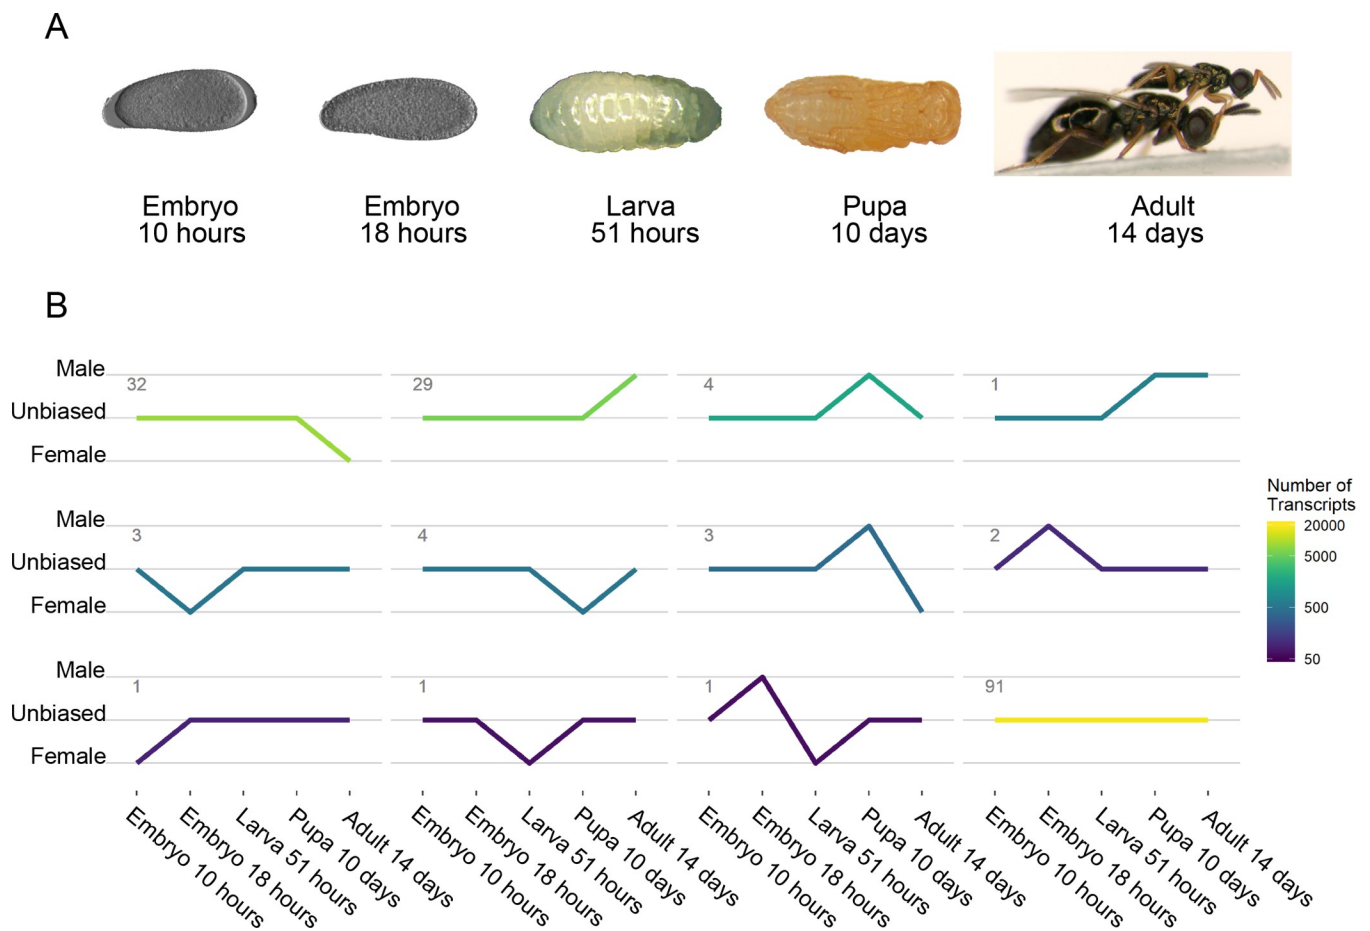 A
Embryo
10 hours
Embryo
18 hours
Larva
51 hours
Pupa
10 days
Adult
14 days
B
Male
Unbiased
Female
32
29
4
1
Male
Unbiased
Female
3
4
3
2
Male
Unbiased
Female
1
1
1
91
Number of
Transcripts
20000
5000
500
50
Embryo 10 hours
Embryo 18 hours
Larva 51 hours
Pupa 10 days
Adult 14 days
Embryo 10 hours
Embryo 18 hours
Larva 51 hours
Pupa 10 days
Adult 14 days
Embryo 10 hours
Embryo 18 hours
Larva 51 hours
Pupa 10 days
Adult 14 days
Embryo 10 hours
Embryo 18 hours
Larva 51 hours
Pupa 10 days
Adult 14 days